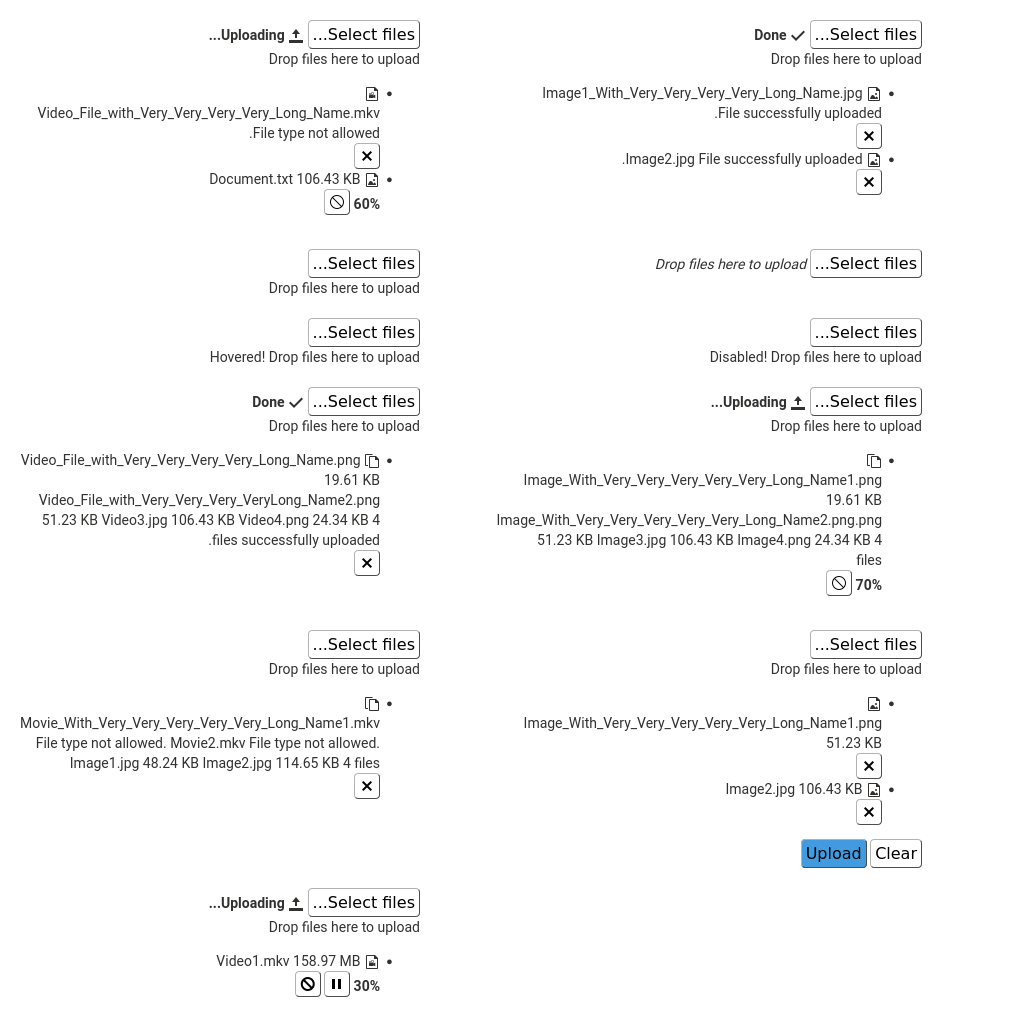 ...Uploading ...Select files
Drop files here to upload
Video_File_with_Very_Very_Very_Very_Long_Name.mkv
.File type not allowed
Document.txt 106.43 KB
60%
Done ...Select files
Drop files here to upload
Image1_With_Very_Very_Very_Very_Long_Name.jpg
.File successfully uploaded
.Image2.jpg File successfully uploaded
...Select files
Drop files here to upload
Drop files here to upload ...Select files
...Select files
Hovered! Drop files here to upload
...Select files
Disabled! Drop files here to upload
Done ...Select files
Drop files here to upload
Video_File_with_Very_Very_Very_Very_Long_Name.png
19.61 KB
Video_File_with_Very_Very_Very_VeryLong_Name2.png
51.23 KB Video3.jpg 106.43 KB Video4.png 24.34 KB 4
.files successfully uploaded
...Uploading ...Select files
Drop files here to upload
Image_With_Very_Very_Very_Very_Very_Long_Name1.png
19.61 KB
Image_With_Very_Very_Very_Very_Very_Long_Name2.png.png
51.23 KB Image3.jpg 106.43 KB Image4.png 24.34 KB 4
files
70%
...Select files
Drop files here to upload
Movie_With_Very_Very_Very_Very_Very_Long_Name1.mkv
File type not allowed. Movie2.mkv File type not allowed.
Image1.jpg 48.24 KB Image2.jpg 114.65 KB 4 files
...Select files
Drop files here to upload
Image_With_Very_Very_Very_Very_Very_Long_Name1.png
51.23 KB
Image2.jpg 106.43 KB
Upload Clear
...Uploading ...Select files
Drop files here to upload
Video1.mkv 158.97 MB
30%